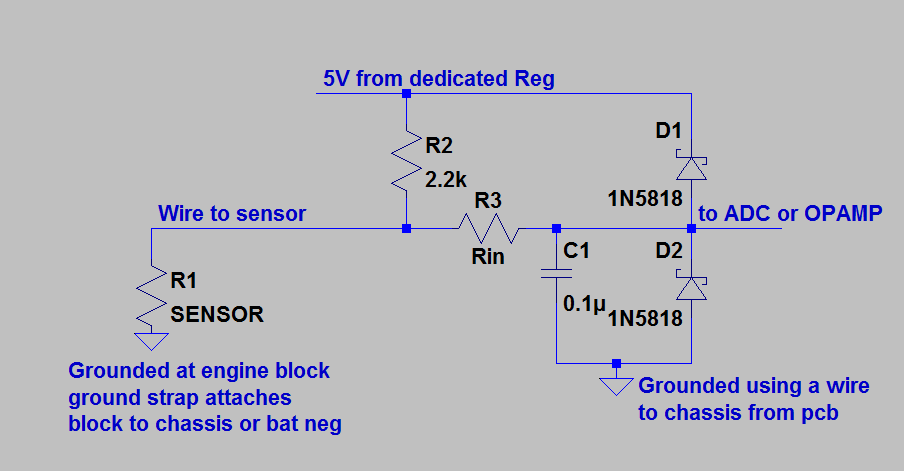 5V from dedicated Reg
D1
R2
2.2k
1N5818
R3
Wire to sensor
to ADC or OPAMP
Rin
C1
D2
R1
SENSOR
0.1µ
1N5818
Grounded at engine block
ground strap attaches
block to chassis or bat neg
Grounded using a wire
to chassis from pcb